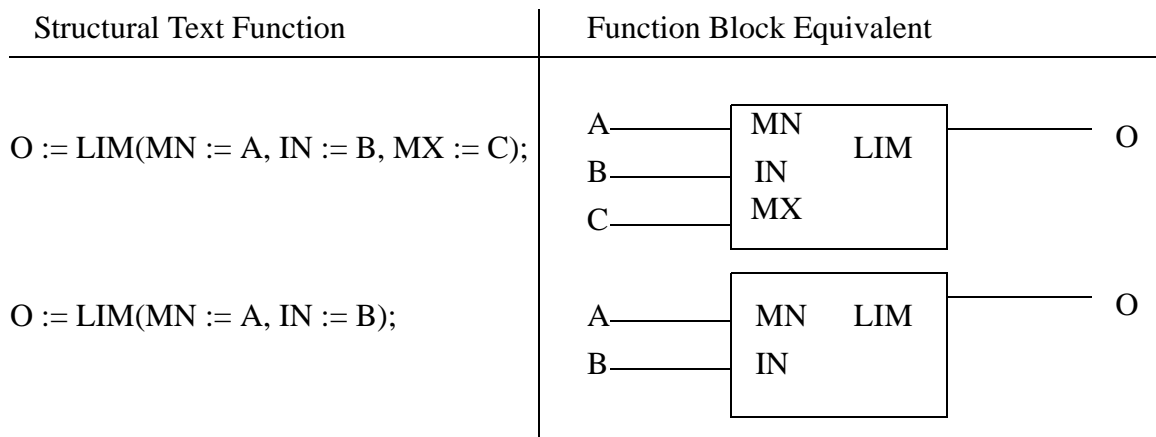 Structural Text Function
Function Block Equivalent
O := LIM(MN := A, IN := B, MX := C);
A
MN
LIM
O
B
IN
C
MX
O := LIM(MN := A, IN := B);
A
MN
LIM
O
B
IN